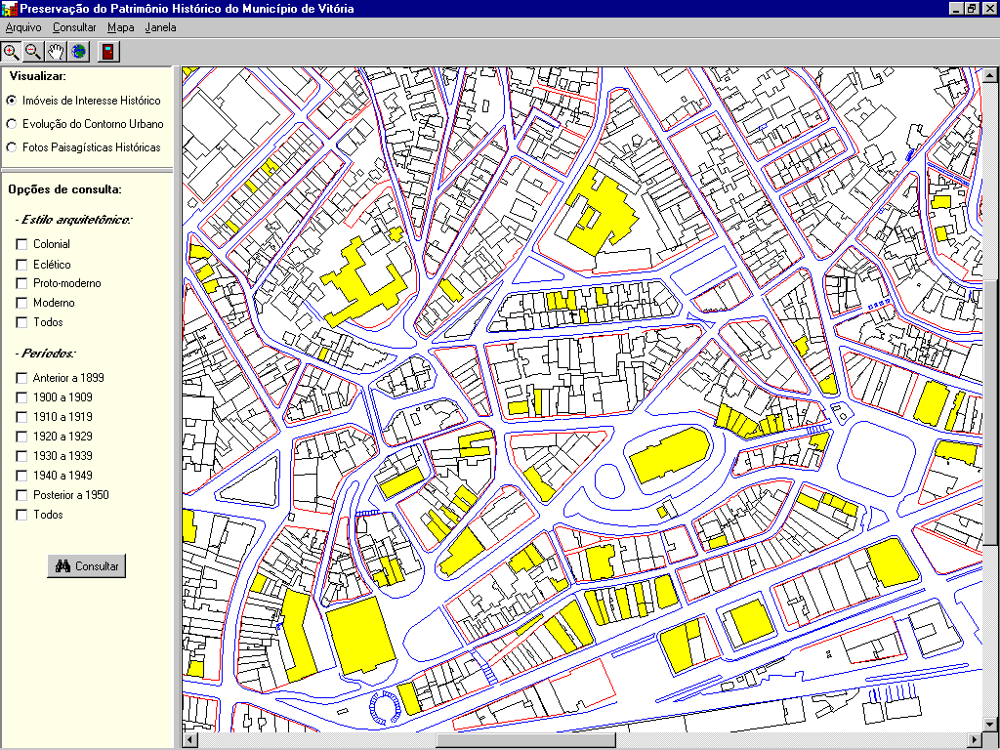 Preservação do Patrimônio Histórico do Município de Vitória
Arquivo Consultar Mapa Janela
Visualizar:
Imóveis de Interesse Histórico
Evolução do Contorno Urbano
Fotos Paisagísticas Históricas
Opções de consulta:
- Estilo arquitetônico:
Colonial
Eclético
Proto-moderno
Moderno
Todos
- Períodos:
Anterior a 1899
1900 a 1909
1910 a 1919
1920 a 1929
1930 a 1939
1940 a 1949
Posterior a 1950
Todos
Consultar